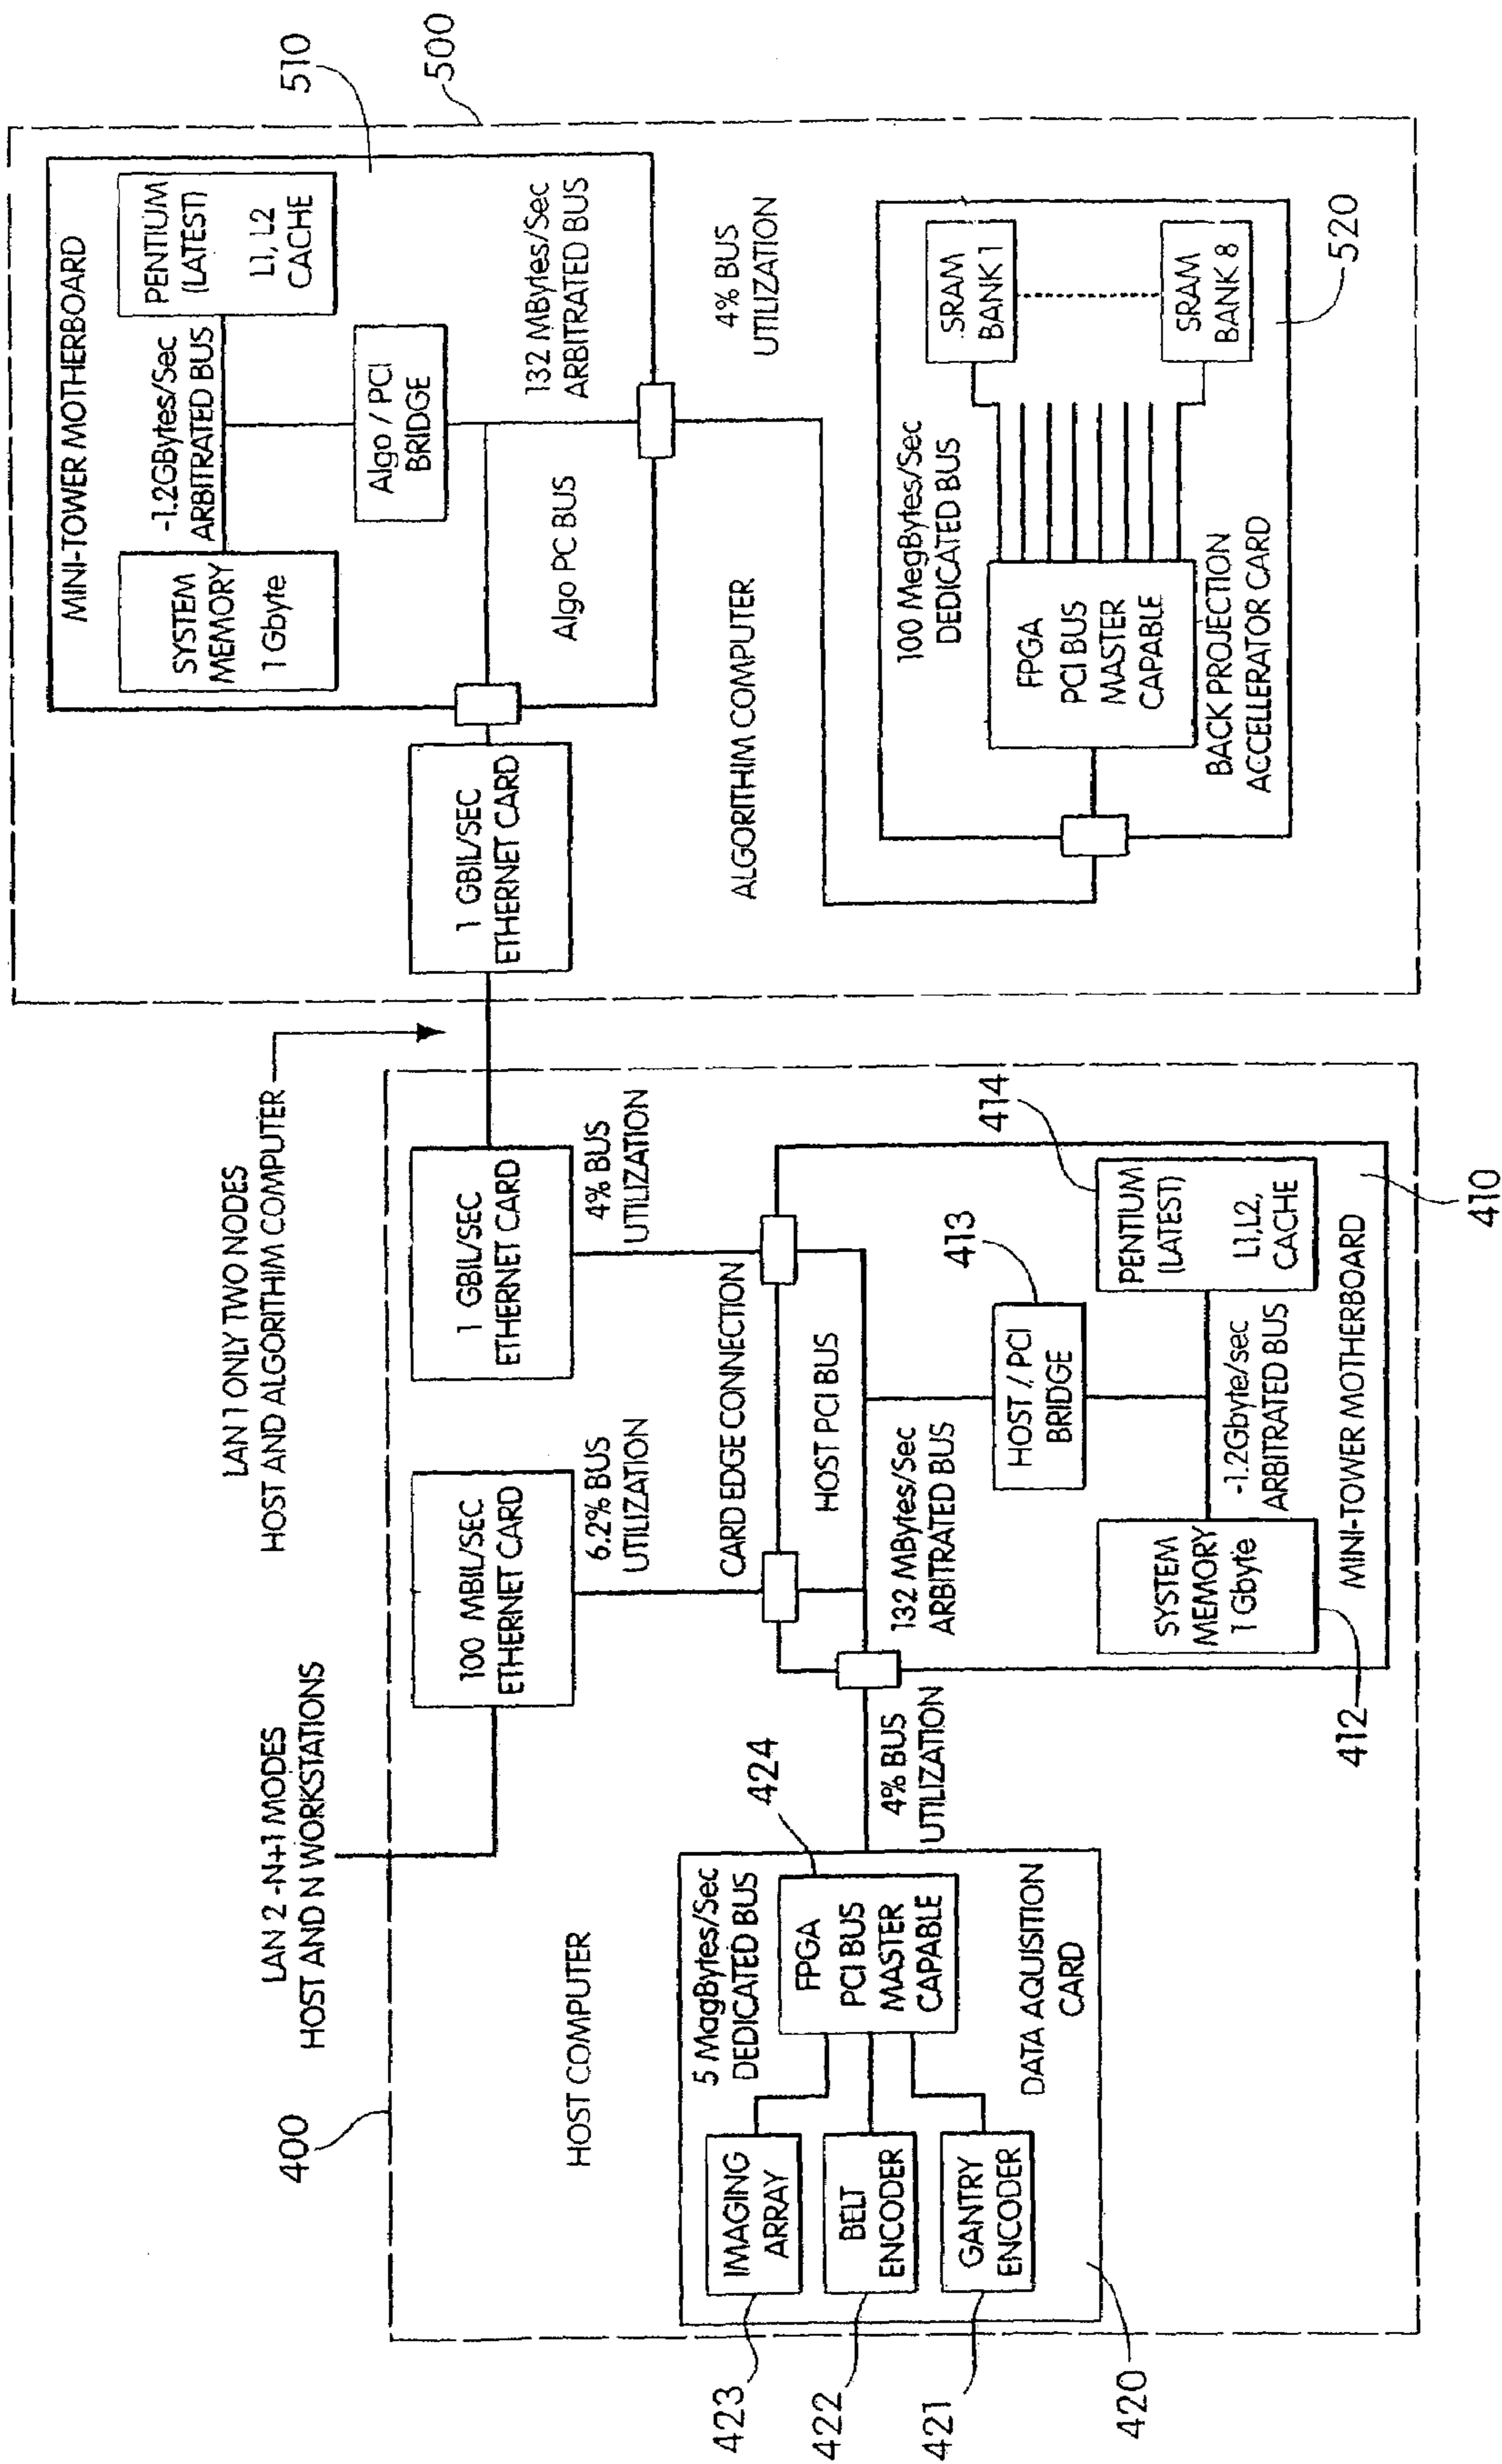 LAN 2 -N+1 MODES
HOST AND N WORKSTATIONS
LAN 1 ONLY TWO NODES
HOST AND ALGORITHIM COMPUTER
400
HOST COMPUTER
100 MBIL/SEC
ETHERNET CARD
6.2% BUS
UTILIZATION
1 GBIL/SEC
ETHERNET CARD
4% BUS
UTILIZATION
CARD EDGE CONNECTION
HOST PCI BUS
132 MBytes/Sec
ARBITRATED BUS
HOST / PCI
BRIDGE
413
414
PENTIUM
(LATEST)
L1,L2,
CACHE
SYSTEM
MEMORY
1 Gbyte
412
-1.2Gbyte/sec
ARBITRATED BUS
MINI-TOWER MOTHERBOARD
410
4% BUS
UTILIZATION
424
5 MagBytes/Sec
DEDICATED BUS
FPGA
PCI BUS
MASTER
CAPABLE
IMAGING
ARRAY
BELT
ENCODER
GANTRY
ENCODER
DATA AQUISITION
CARD
423
422
421
420
500
510
MINI-TOWER MOTHERBOARD
SYSTEM
MEMORY
1 Gbyte
-1.2GBytes/Sec
ARBITRATED BUS
PENTIUM
(LATEST)
L1, L2
CACHE
Algo / PCI
BRIDGE
132 MBytes/Sec
ARBITRATED BUS
Algo PC BUS
1 GBIL/SEC
ETHERNET CARD
4% BUS
UTILIZATION
ALGORITHIM COMPUTER
100 MegBytes/Sec
DEDICATED BUS
FPGA
PCI BUS
MASTER
CAPABLE
SRAM
BANK 1
SRAM
BANK 8
BACK PROJECTION
ACCELLERATOR CARD
520